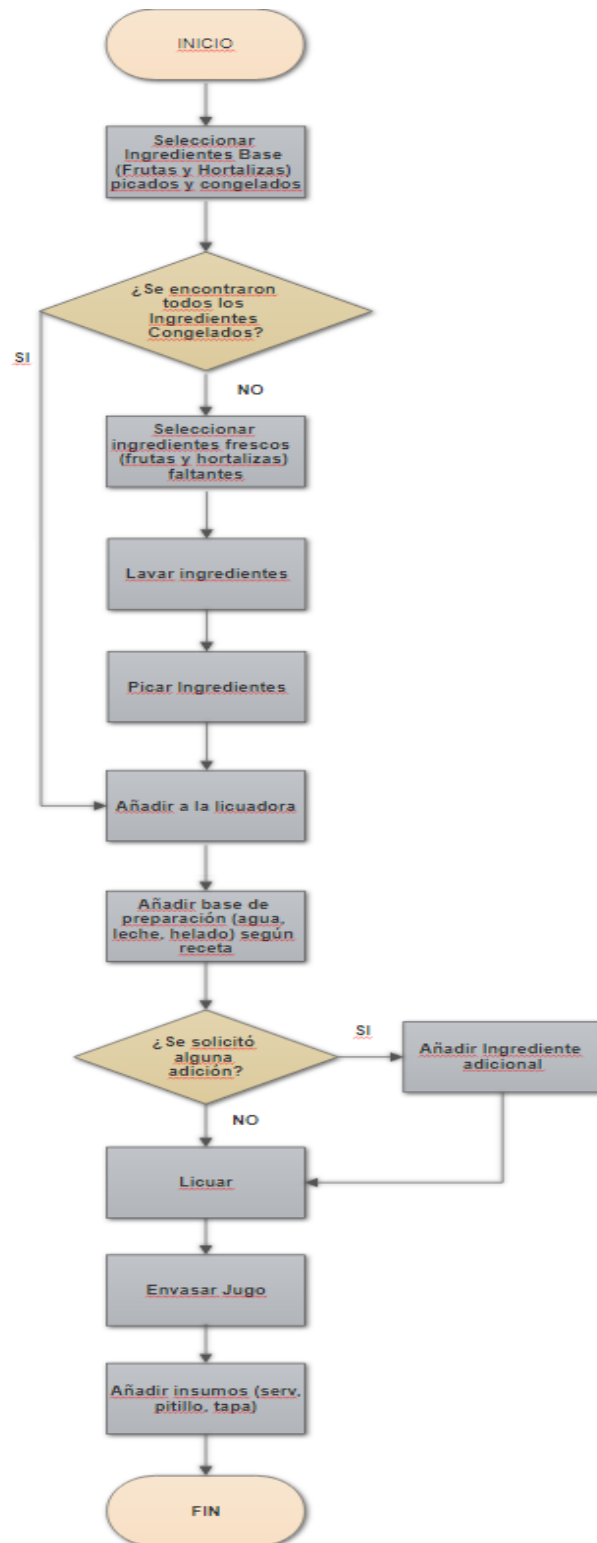 INICIO
Seleccionar
Ingredientes Base
(Frutas y Hortalizas)
picados y congelados
¿Se encontraron
todos los
Ingredientes
Congelados?
SI
NO
Seleccionar
ingredientes frescos
(frutas y hortalizas)
faltantes
Lavar ingredientes
Picar Ingredientes
Añadir a la licuadora
Añadir base de
preparación (agua,
leche, helado) según
receta
¿Se solicitó
alguna
adición?
SI
Añadir Ingrediente
adicional
NO
Licuar
Envasar Jugo
Añadir insumos (serv,
pitillo, tapa)
FIN